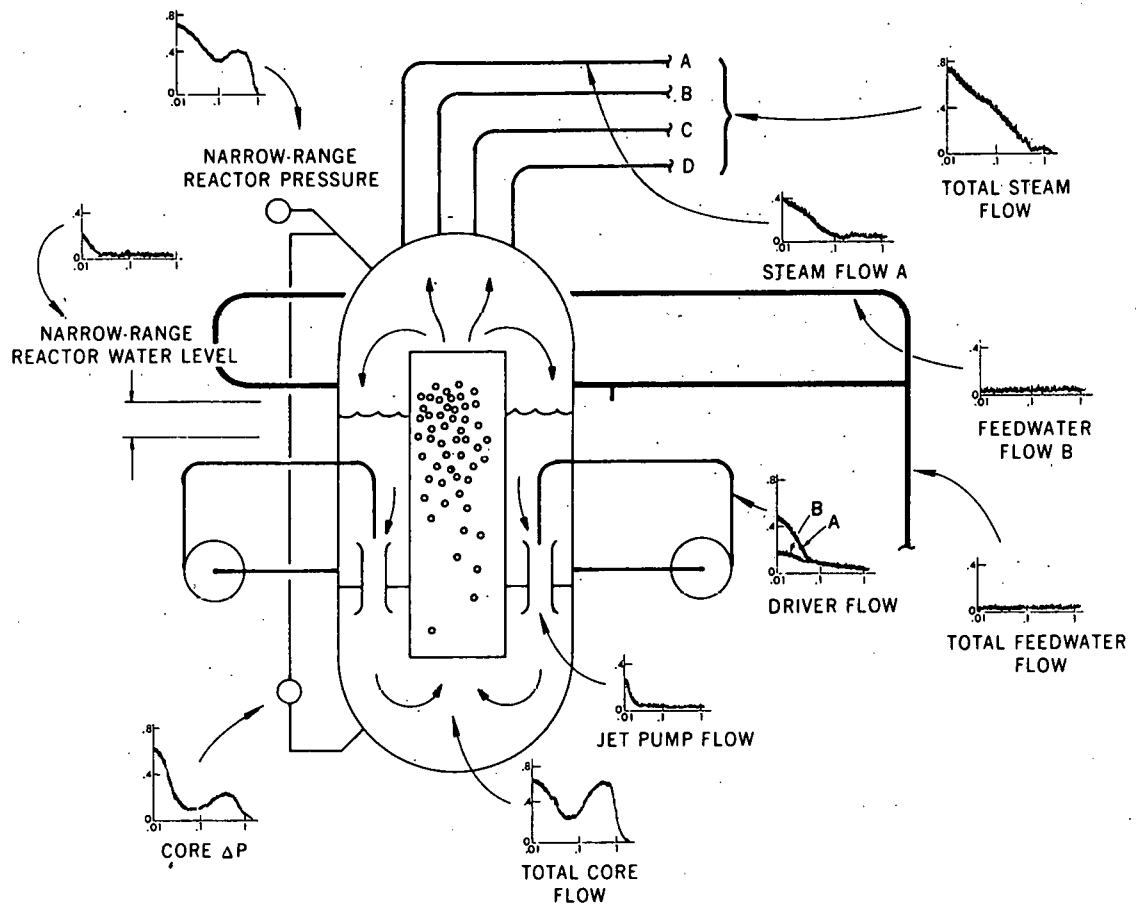 .8
.4
0
.01
.1
1
A
B
C
D
.8
.4
0
.01
.1
1
NARROW-RANGE
REACTOR PRESSURE
TOTAL STEAM
FLOW
.4
0
.01
.1
1
.4
0
.01
.1
1
STEAM FLOW A
NARROW-RANGE
REACTOR WATER LEVEL
.4
0
.01
.1
1
FEEDWATER
FLOW B
.8
.4
0
.01
.1
1
B
A
DRIVER FLOW
.4
0
.01
.1
1
TOTAL FEEDWATER
FLOW
.4
0
.01
.1
1
JET PUMP FLOW
.8
.4
0
.01
.1
1
CORE ΔP
.8
.4
0
.01
.1
1
TOTAL CORE
FLOW